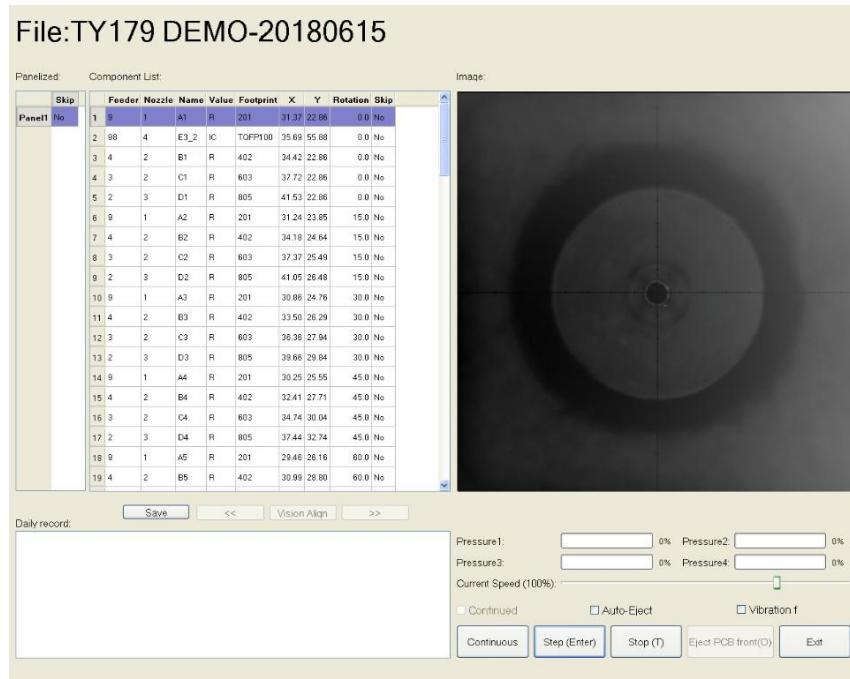 File:TY179 DEMO-20180615
Panelized: Component List: Image:
Skip Feeder Nozzle Name Value Footprint X Y Rotation Skip
Panel1 No 1 9 1 A1 R 201 31.37 22.86 0.0 No
2 98 4 E3_2 IC TQFP100 35.69 55.88 0.0 No
3 4 2 B1 R 402 34.42 22.86 0.0 No
4 3 2 C1 R 603 37.72 22.86 0.0 No
5 2 3 D1 R 805 41.53 22.86 0.0 No
6 9 1 A2 R 201 31.24 23.85 15.0 No
7 4 2 B2 R 402 34.18 24.64 15.0 No
8 3 2 C2 R 603 37.37 25.49 15.0 No
9 2 3 D2 R 805 41.05 26.48 15.0 No
10 9 1 A3 R 201 30.86 24.76 30.0 No
11 4 2 B3 R 402 33.50 26.29 30.0 No
12 3 2 C3 R 603 36.36 27.94 30.0 No
13 2 3 D3 R 805 39.66 29.84 30.0 No
14 9 1 A4 R 201 30.25 25.55 45.0 No
15 4 2 B4 R 402 32.41 27.71 45.0 No
16 3 2 C4 R 603 34.74 30.04 45.0 No
17 2 3 D4 R 805 37.44 32.74 45.0 No
18 9 1 A5 R 201 29.46 26.16 60.0 No
19 4 2 B5 R 402 30.99 28.80 60.0 No
Save << Vision Align >>
Daily record:
Pressure1: 0% Pressure2: 0%
Pressure3: 0% Pressure4: 0%
Current Speed (100%):
Continued Auto-Eject Vibration f
Continuous Step (Enter) Stop (T) Eject PCB front(O) Exit